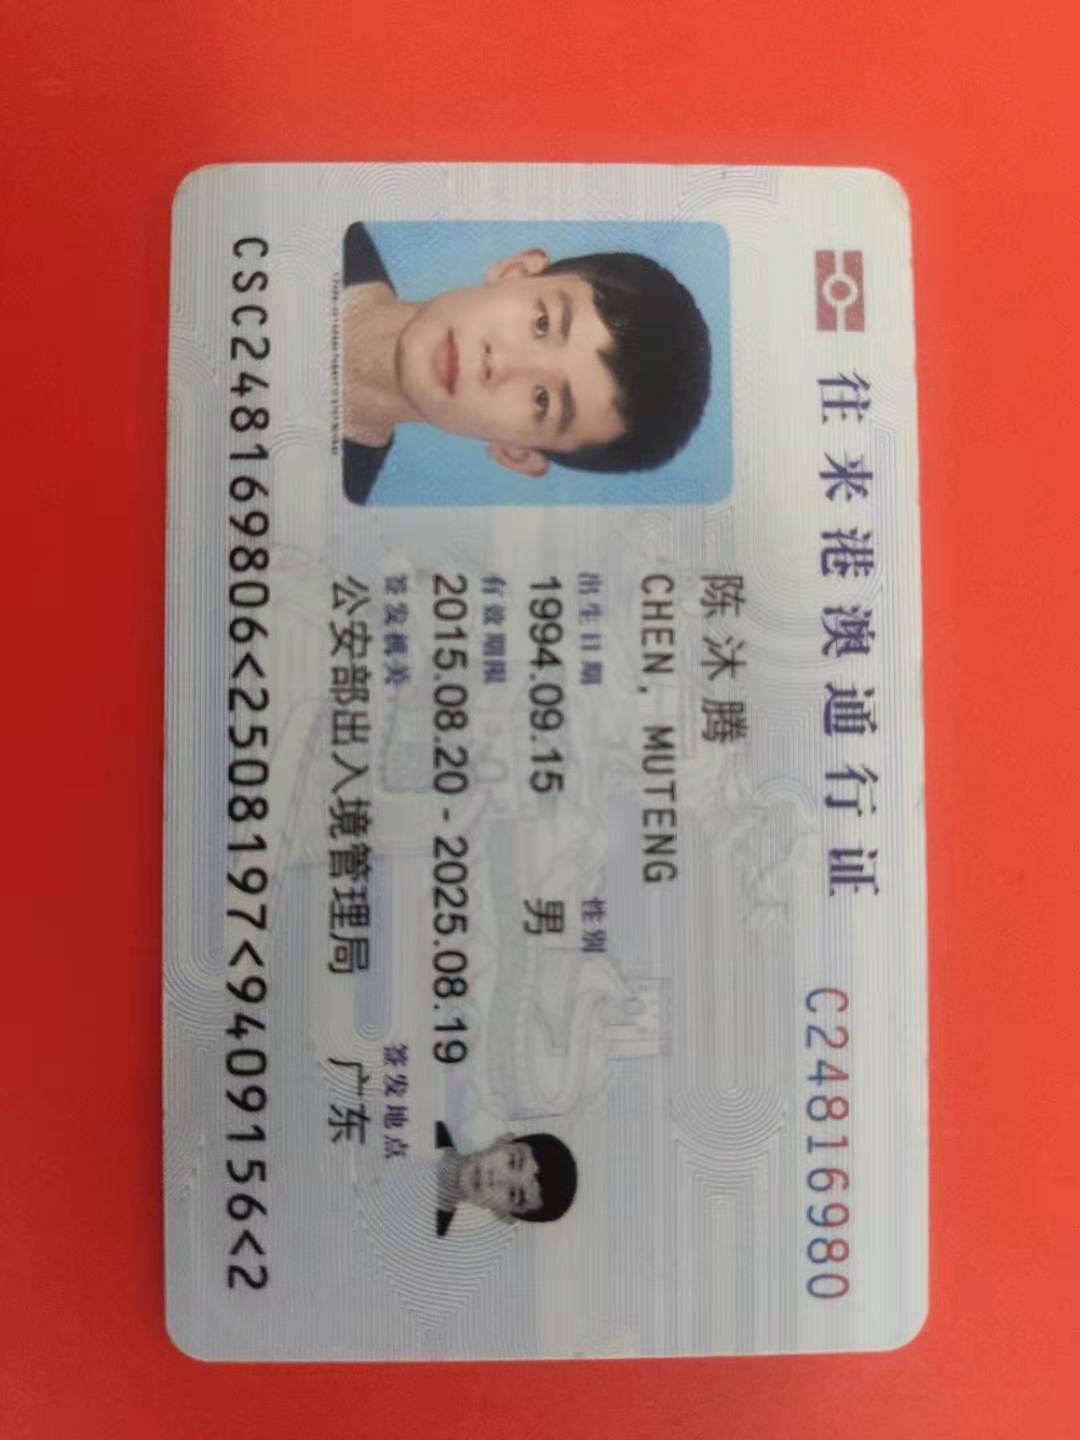 往来港澳通行证
C24816980
陈沐腾
CHEN, MUTENG
出生日期 性别
1994.09.15 男
有效期限
2015.08.20 - 2025.08.19
签发机关 签发地点
公安部出入境管理局 广东
CSC248169806<2508197<9409156<2